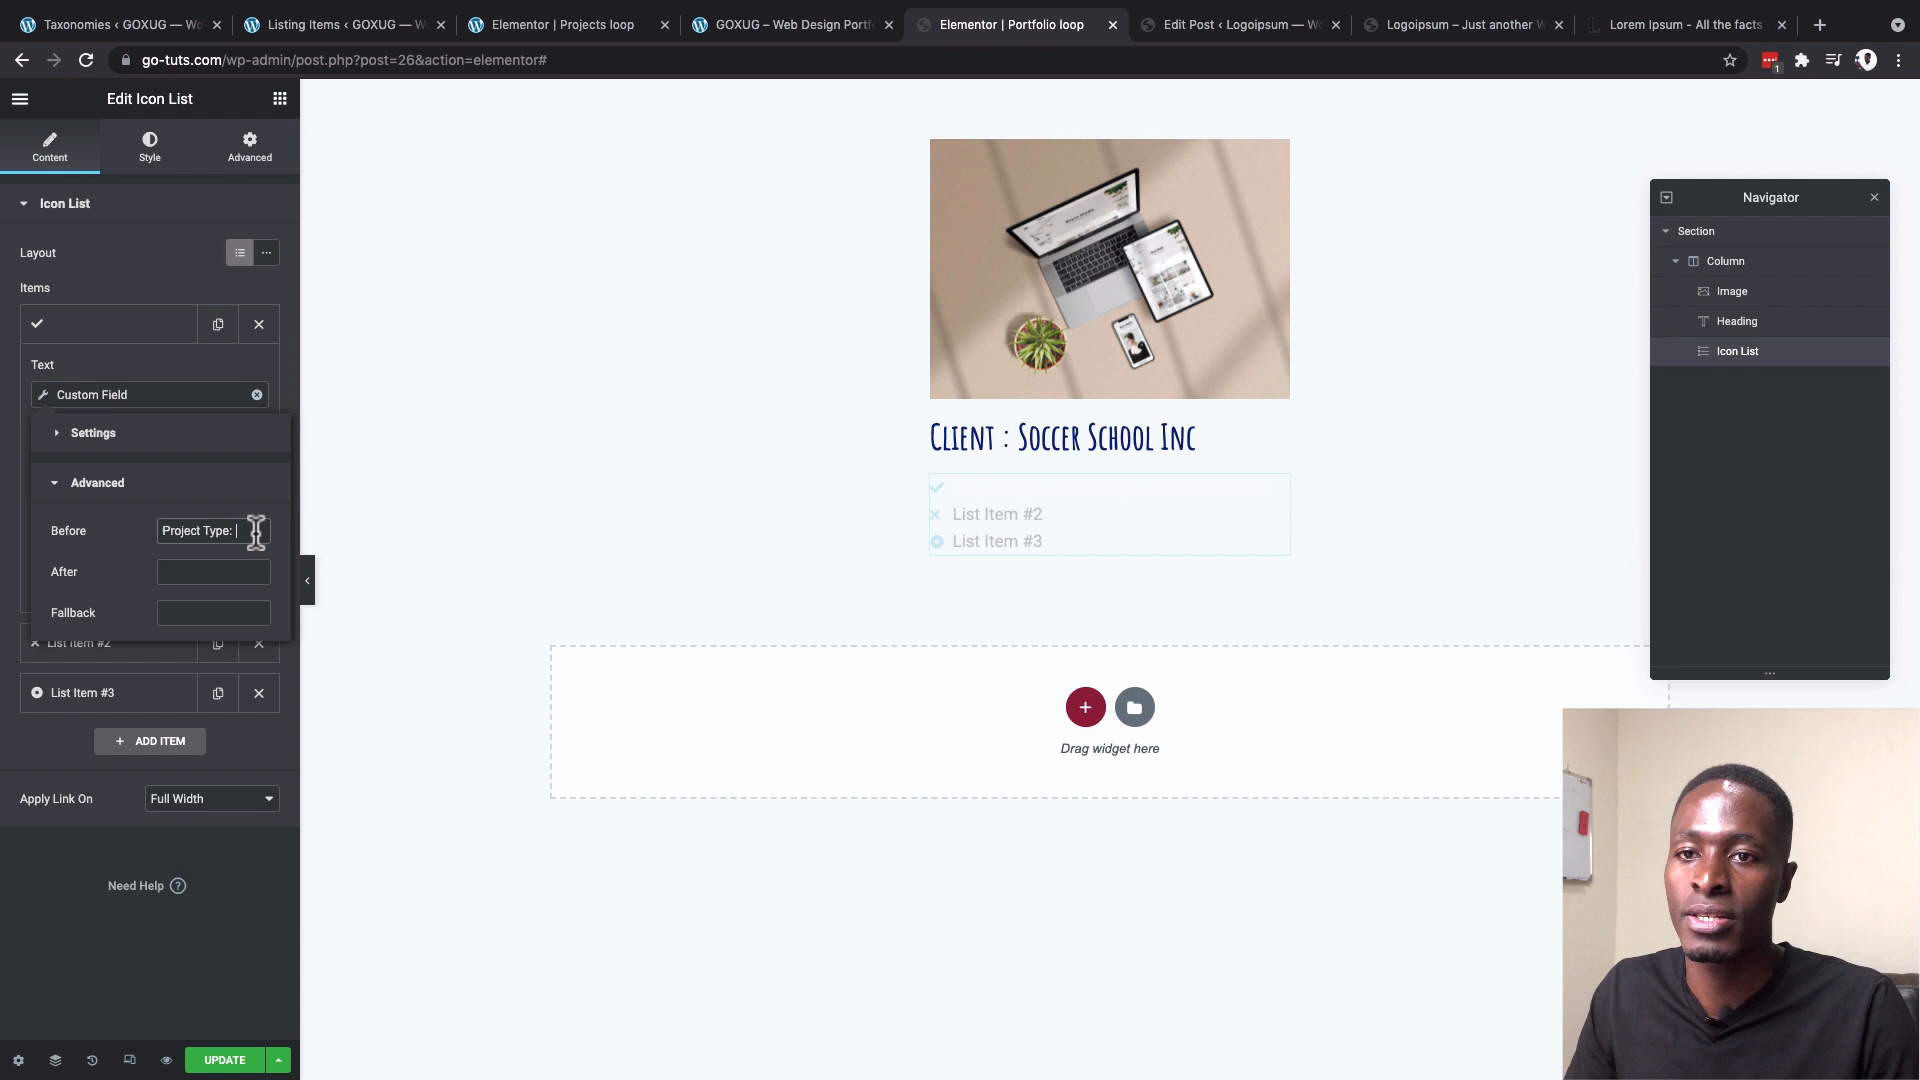 Taxonomies ‹ GOXUG — Wo
Listing Items ‹ GOXUG — W
Elementor | Projects loop
GOXUG – Web Design Portf
Elementor | Portfolio loop
Edit Post ‹ Logoipsum — Wo
Logoipsum – Just another W
Lorem Ipsum - All the facts
go-tuts.com/wp-admin/post.php?post=26&action=elementor#
1
Edit Icon List
Content
Style
Advanced
Icon List
Layout
Items
Text
Custom Field
Settings
Advanced
Before
Project Type:
After
Fallback
List Item #2
List Item #3
ADD ITEM
Apply Link On
Full Width
Need Help
UPDATE
Client : Soccer School Inc
List Item #2
List Item #3
Drag widget here
Navigator
Section
Column
Image
Heading
Icon List